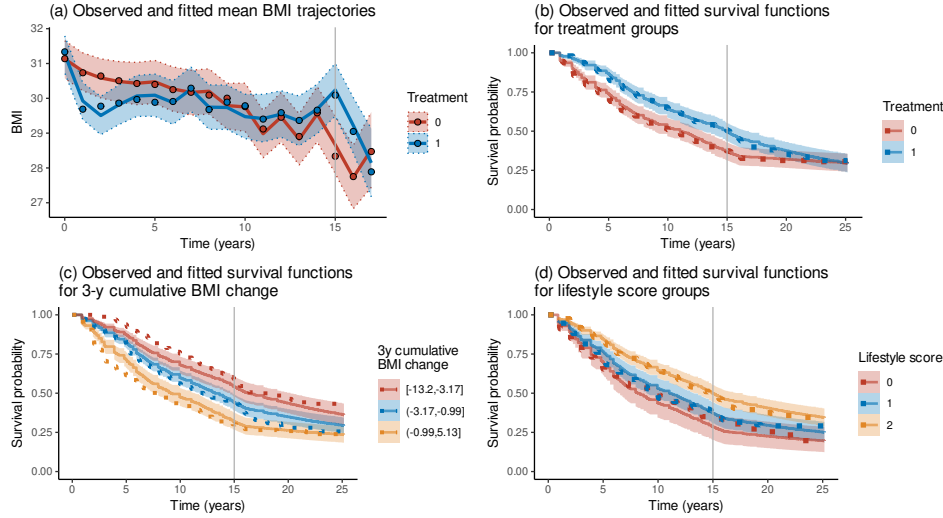 (a) Observed and fitted mean BMI trajectories
32
31
30
29
28
27
BMI
0
5
10
15
Time (years)
Treatment
0
1
(b) Observed and fitted survival functions
for treatment groups
1.00
0.75
0.50
0.25
0.00
Survival probability
0
5
10
15
20
25
Time (years)
Treatment
0
1
(c) Observed and fitted survival functions
for 3-y cumulative BMI change
1.00
0.75
0.50
0.25
0.00
Survival probability
0
5
10
15
20
25
Time (years)
3y cumulative
BMI change
[-13.2,-3.17]
(-3.17,-0.99]
(-0.99,5.13]
(d) Observed and fitted survival functions
for lifestyle score groups
1.00
0.75
0.50
0.25
0.00
Survival probability
0
5
10
15
20
25
Time (years)
Lifestyle score
0
1
2